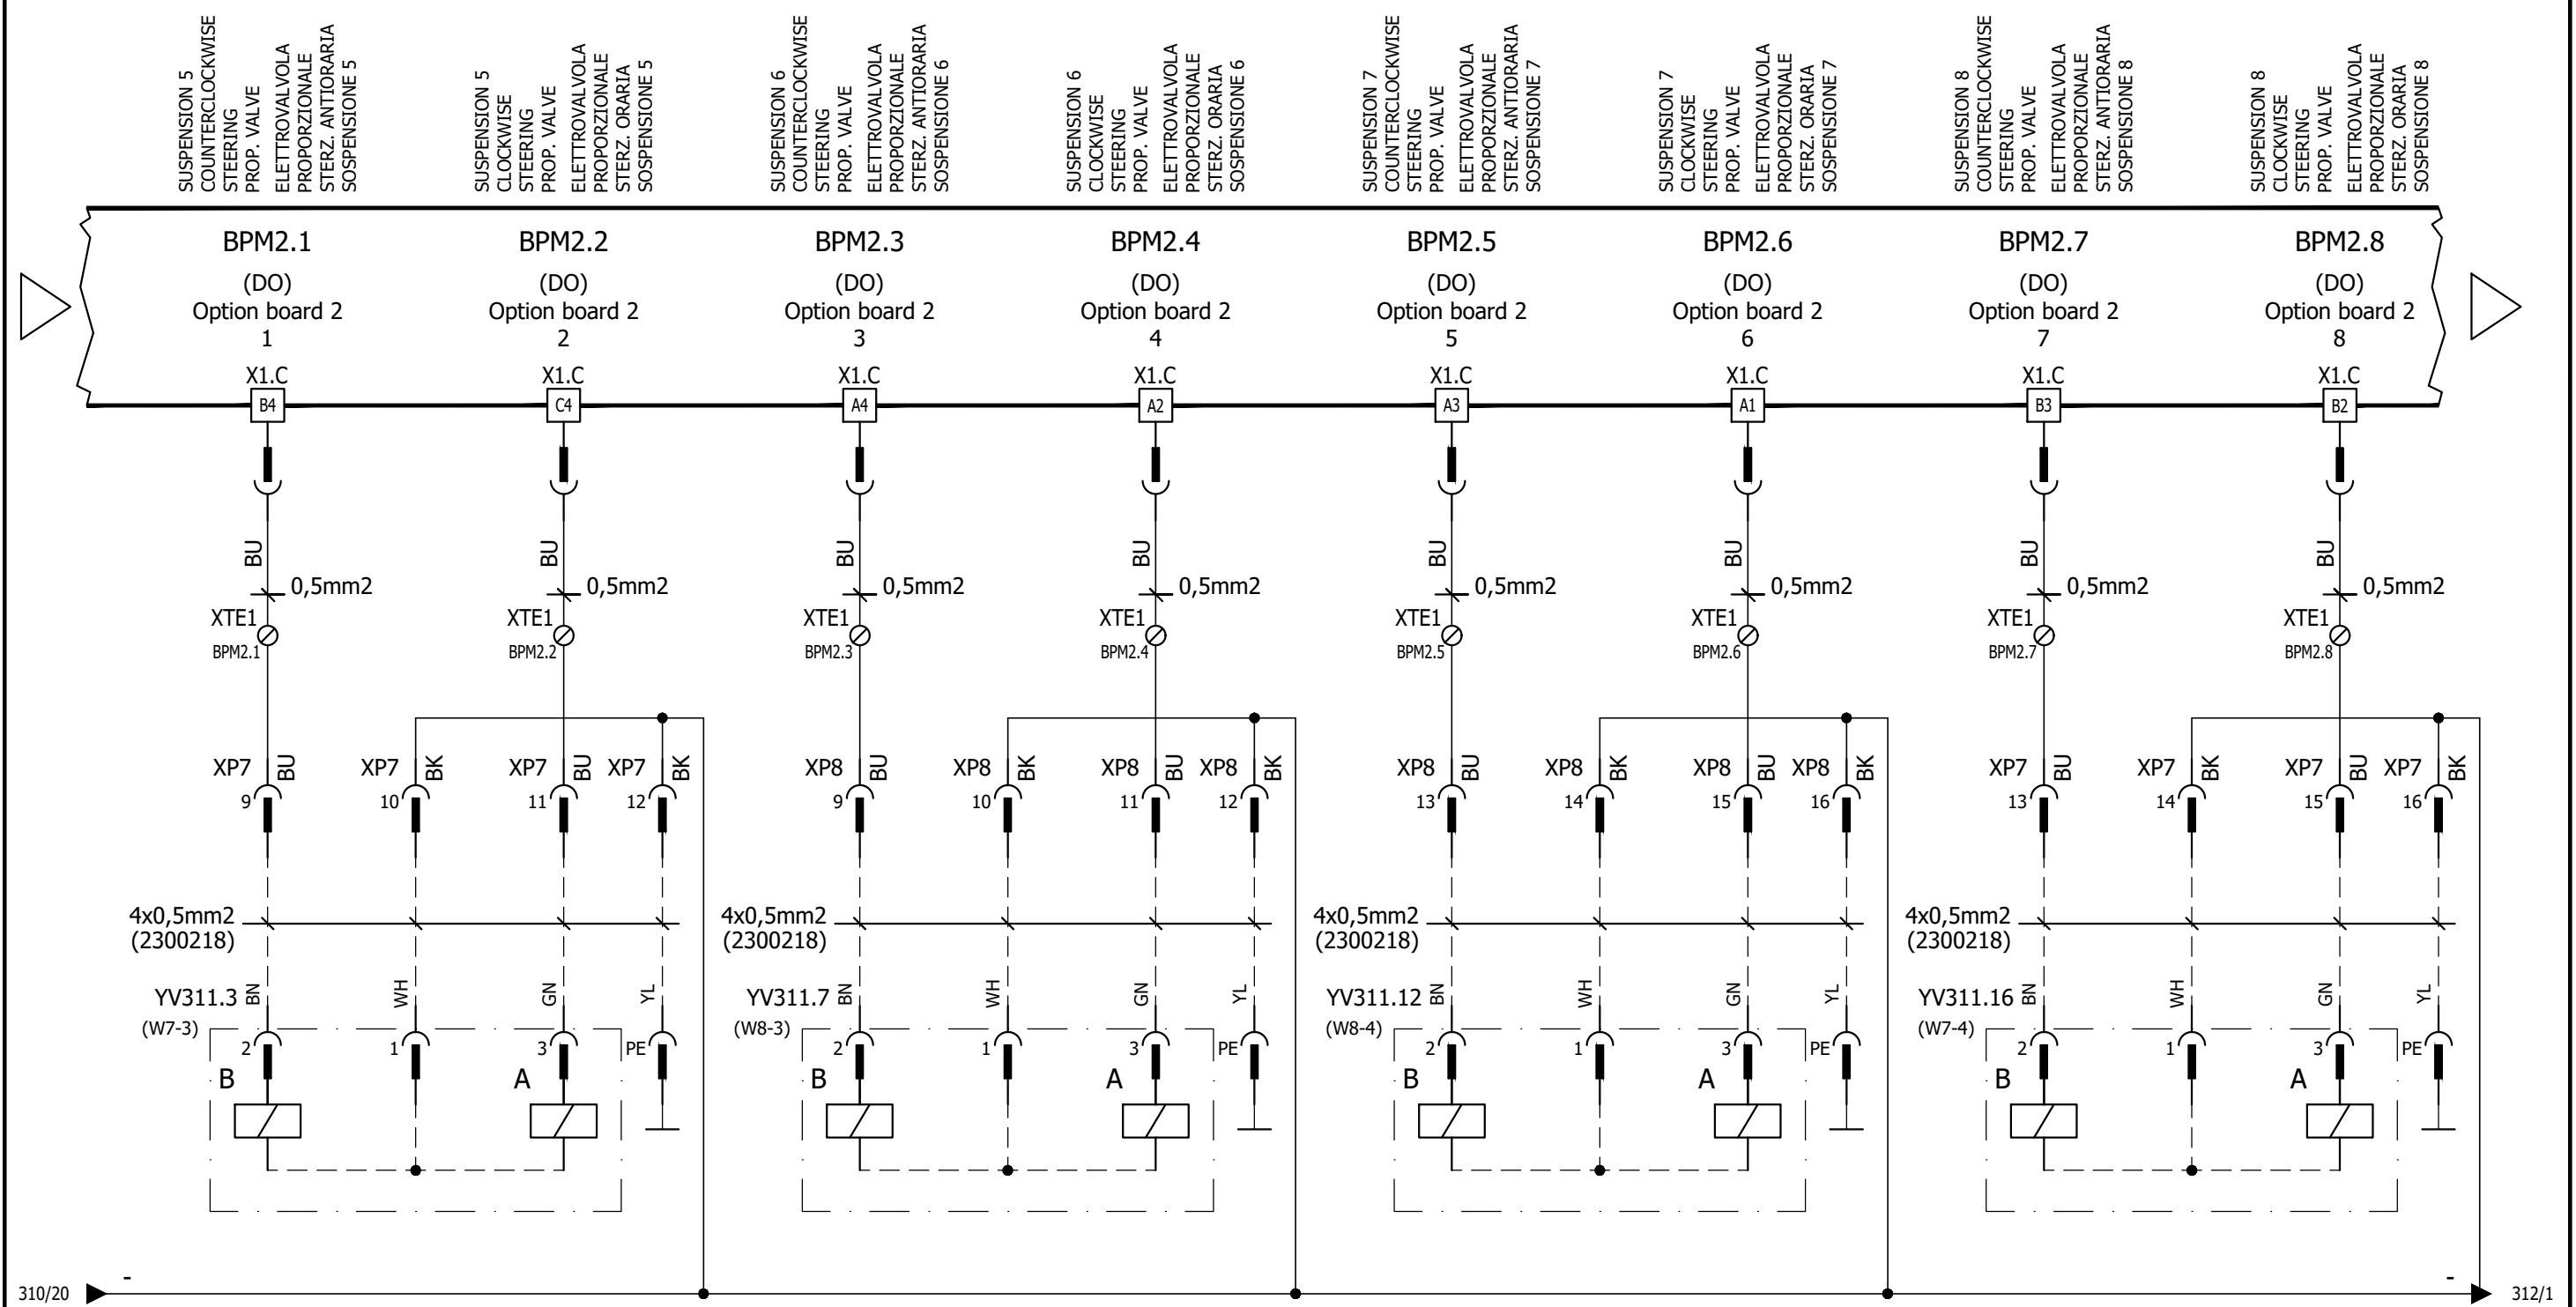 SUSPENSION 5
COUNTERCLOCKWISE
STEERING
PROP. VALVE
ELETTROVALVOLA
PROPORZIONALE
STERZ. ANTIORARIA
SOSPENSIONE 5
SUSPENSION 5
CLOCKWISE
STEERING
PROP. VALVE
ELETTROVALVOLA
PROPORZIONALE
STERZ. ORARIA
SOSPENSIONE 5
SUSPENSION 6
COUNTERCLOCKWISE
STEERING
PROP. VALVE
ELETTROVALVOLA
PROPORZIONALE
STERZ. ANTIORARIA
SOSPENSIONE 6
SUSPENSION 6
CLOCKWISE
STEERING
PROP. VALVE
ELETTROVALVOLA
PROPORZIONALE
STERZ. ORARIA
SOSPENSIONE 6
SUSPENSION 7
COUNTERCLOCKWISE
STEERING
PROP. VALVE
ELETTROVALVOLA
PROPORZIONALE
STERZ. ANTIORARIA
SOSPENSIONE 7
SUSPENSION 7
CLOCKWISE
STEERING
PROP. VALVE
ELETTROVALVOLA
PROPORZIONALE
STERZ. ORARIA
SOSPENSIONE 7
SUSPENSION 8
COUNTERCLOCKWISE
STEERING
PROP. VALVE
ELETTROVALVOLA
PROPORZIONALE
STERZ. ANTIORARIA
SOSPENSIONE 8
SUSPENSION 8
CLOCKWISE
STEERING
PROP. VALVE
ELETTROVALVOLA
PROPORZIONALE
STERZ. ORARIA
SOSPENSIONE 8
BPM2.1 BPM2.2 BPM2.3 BPM2.4 BPM2.5 BPM2.6 BPM2.7 BPM2.8
(DO) (DO) (DO) (DO) (DO) (DO) (DO) (DO)
Option board 2 Option board 2 Option board 2 Option board 2 Option board 2 Option board 2 Option board 2 Option board 2
1 2 3 4 5 6 7 8
X1.C X1.C X1.C X1.C X1.C X1.C X1.C X1.C
B4 C4 A4 A2 A3 A1 B3 B2
BU BU BU BU BU BU BU BU
0,5mm2 0,5mm2 0,5mm2 0,5mm2 0,5mm2 0,5mm2 0,5mm2 0,5mm2
XTE1 XTE1 XTE1 XTE1 XTE1 XTE1 XTE1 XTE1
BPM2.1 BPM2.2 BPM2.3 BPM2.4 BPM2.5 BPM2.6 BPM2.7 BPM2.8
XP7 BU XP7 BK XP7 BU XP7 BK XP8 BU XP8 BK XP8 BU XP8 BK XP8 BU XP8 BK XP8 BU XP8 BK XP7 BU XP7 BK XP7 BU XP7 BK
9 10 11 12 9 10 11 12 13 14 15 16 13 14 15 16
4x0,5mm2 4x0,5mm2 4x0,5mm2 4x0,5mm2
(2300218) (2300218) (2300218) (2300218)
YV311.3 BN WH GN YL YV311.7 BN WH GN YL YV311.12 BN WH GN YL YV311.16 BN WH GN YL
(W7-3) (W8-3) (W8-4) (W7-4)
2 1 3 PE 2 1 3 PE 2 1 3 PE 2 1 3 PE
B A B A B A B A
- -
310/20 312/1